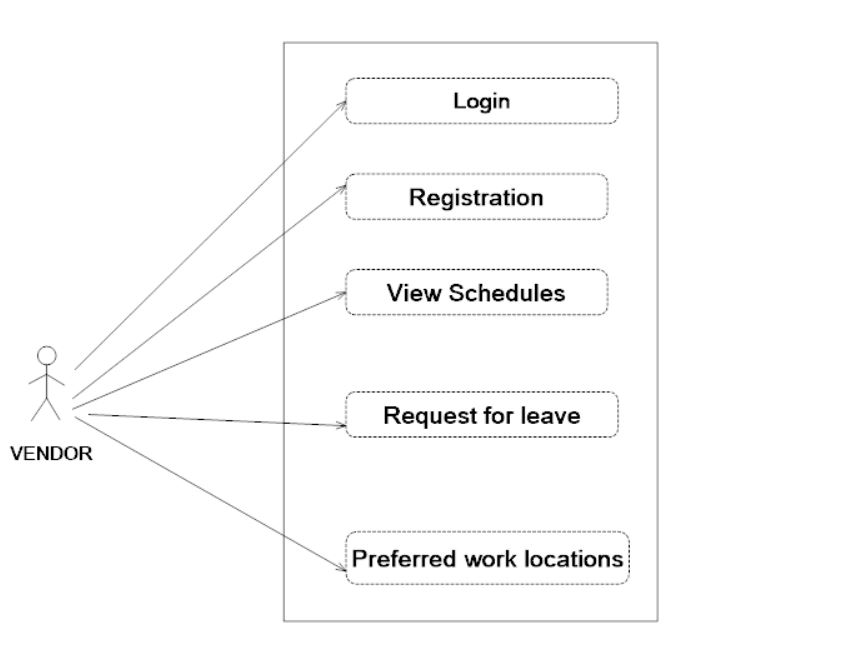 Login
Registration
View Schedules
Request for leave
VENDOR
Preferred work locations